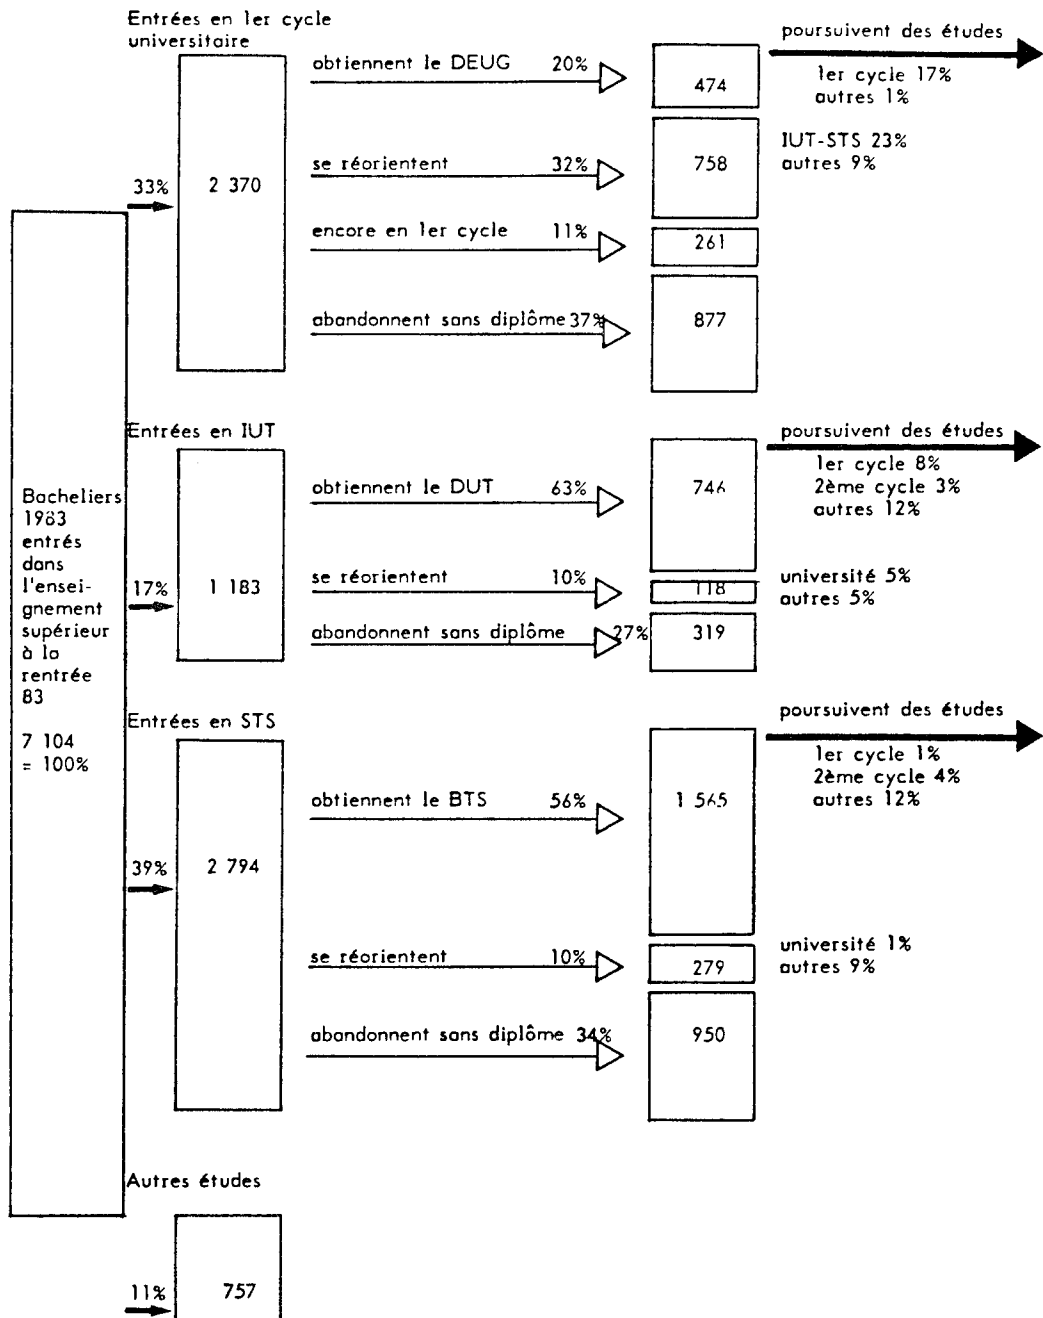 Entrées en 1er cycle
universitaire
33%
2 370
obtiennent le DEUG 20%
474
poursuivent des études
1er cycle 17%
autres 1%
se réorientent 32%
758
IUT-STS 23%
autres 9%
encore en 1er cycle 11%
261
abandonnent sans diplôme 37%
877
Bacheliers
1983
entrés
dans
l'ensei-
gnement
supérieur
à la
rentrée
83
7 104
= 100%
Entrées en IUT
17%
1 183
obtiennent le DUT 63%
746
poursuivent des études
1er cycle 8%
2ème cycle 3%
autres 12%
se réorientent 10%
118
université 5%
autres 5%
abandonnent sans diplôme 27%
319
Entrées en STS
39%
2 794
obtiennent le BTS 56%
1 565
poursuivent des études
1er cycle 1%
2ème cycle 4%
autres 12%
se réorientent 10%
279
université 1%
autres 9%
abandonnent sans diplôme 34%
950
Autres études
11%
757